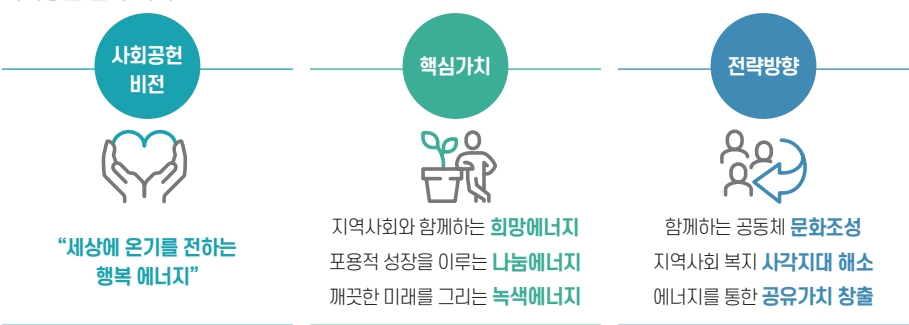 사회공헌
비전
핵심가치
전략방향
“세상에 온기를 전하는
행복 에너지”
지역사회와 함께하는 희망에너지
포용적 성장을 이루는 나눔에너지
깨끗한 미래를 그리는 녹색에너지
함께하는 공동체 문화조성
지역사회 복지 사각지대 해소
에너지를 통한 공유가치 창출